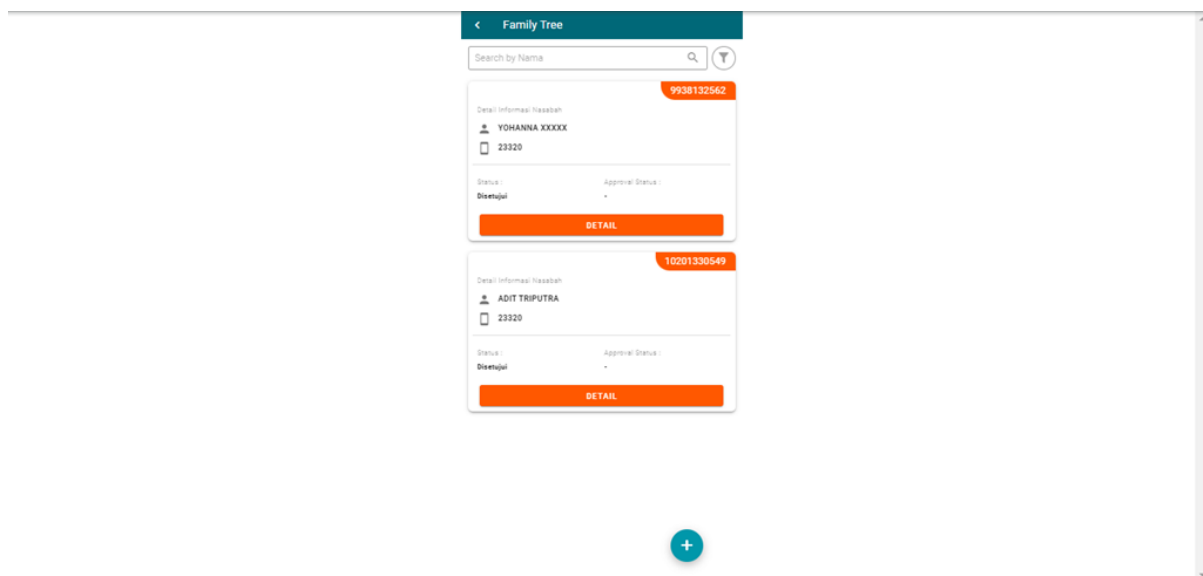 Family Tree
Search by Nama
9938132562
Detail Informasi Nasabah
YOHANNA XXXXX
23320
Status : Approval Status :
Disetujui -
DETAIL
10201330549
Detail Informasi Nasabah
ADIT TRIPUTRA
23320
Status : Approval Status :
Disetujui -
DETAIL